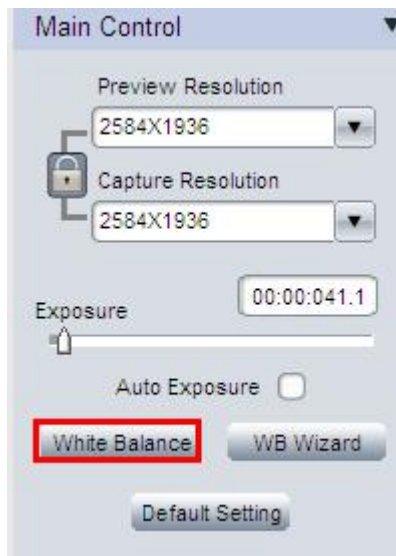 Main Control
Preview Resolution
2584X1936
Capture Resolution
2584X1936
00:00:041.1
Exposure
Auto Exposure
White Balance
WB Wizard
Default Setting